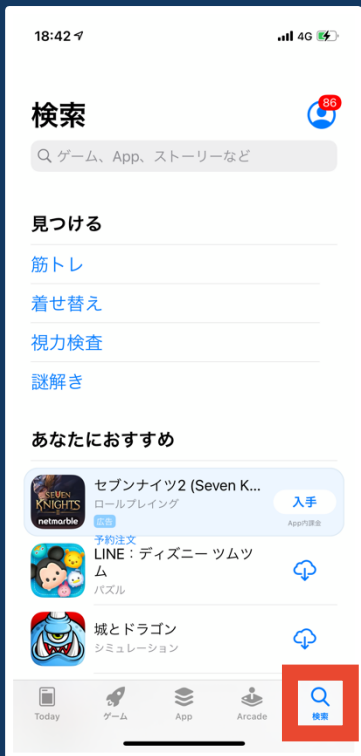 18:42
4G
検索
86
ゲーム、App、ストーリーなど
見つける
筋トレ
着せ替え
視力検査
謎解き
あなたにおすすめ
SEVEN
KNIGHTS
II
netmarble
セブンナイツ2 (Seven K...
ロールプレイング
広告
入手
App内課金
予約注文
LINE:ディズニー ツムツ
ム
パズル
城とドラゴン
シミュレーション
Today
ゲーム
App
Arcade
検索